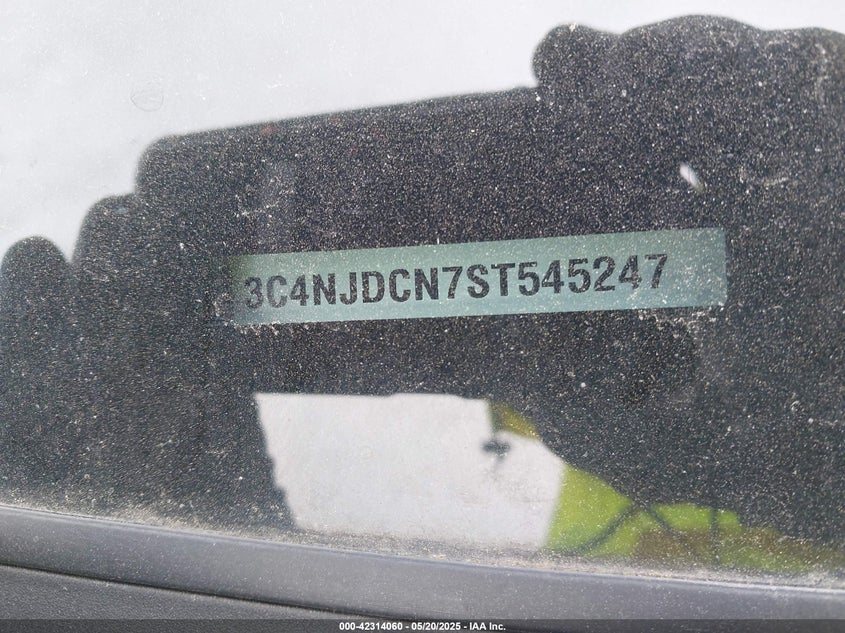 3C4NJDCN7ST545247
000-42314060 — 05/20/2025 — IAA Inc.